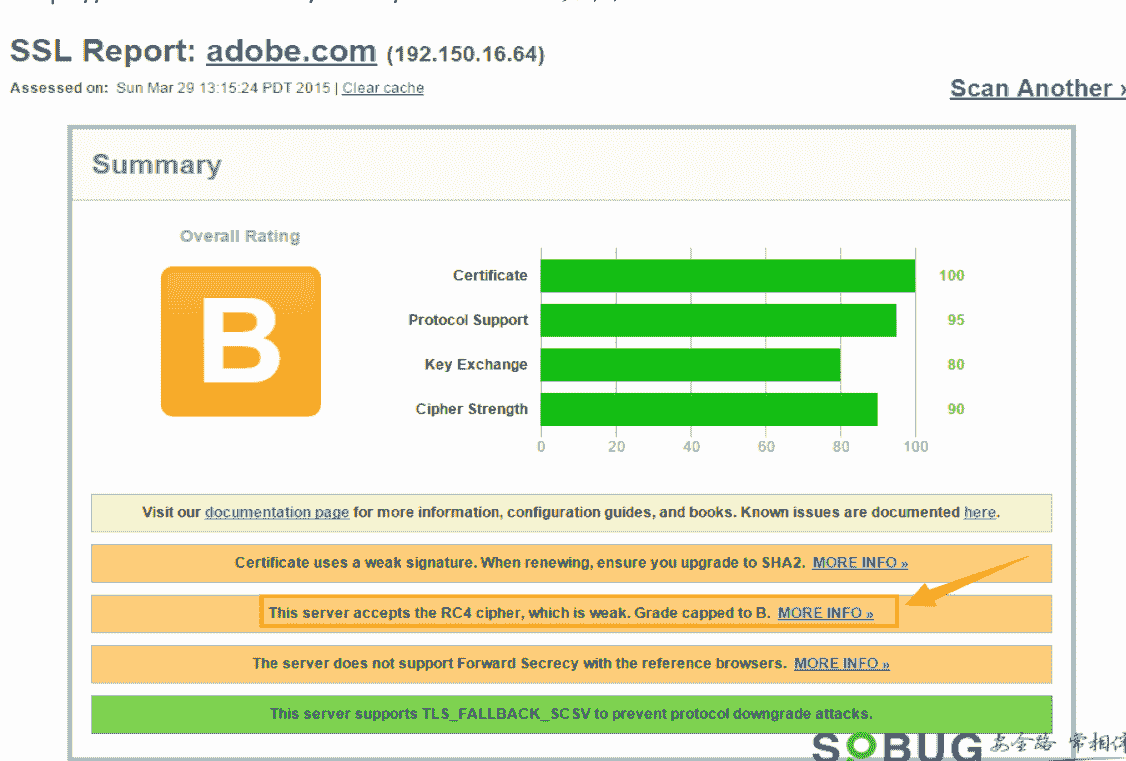 SSL Report: adobe.com (192.150.16.64)
Assessed on: Sun Mar 29 13:15:24 PDT 2015 | Clear cache
Scan Another »
Summary
Overall Rating
B
Certificate 100
Protocol Support 95
Key Exchange 80
Cipher Strength 90
0 20 40 60 80 100
Visit our documentation page for more information, configuration guides, and books. Known issues are documented here.
Certificate uses a weak signature. When renewing, ensure you upgrade to SHA2. MORE INFO »
This server accepts the RC4 cipher, which is weak. Grade capped to B. MORE INFO »
The server does not support Forward Secrecy with the reference browsers. MORE INFO »
This server supports TLS_FALLBACK_SCSV to prevent protocol downgrade attacks.
SOBUG 安全路 常相